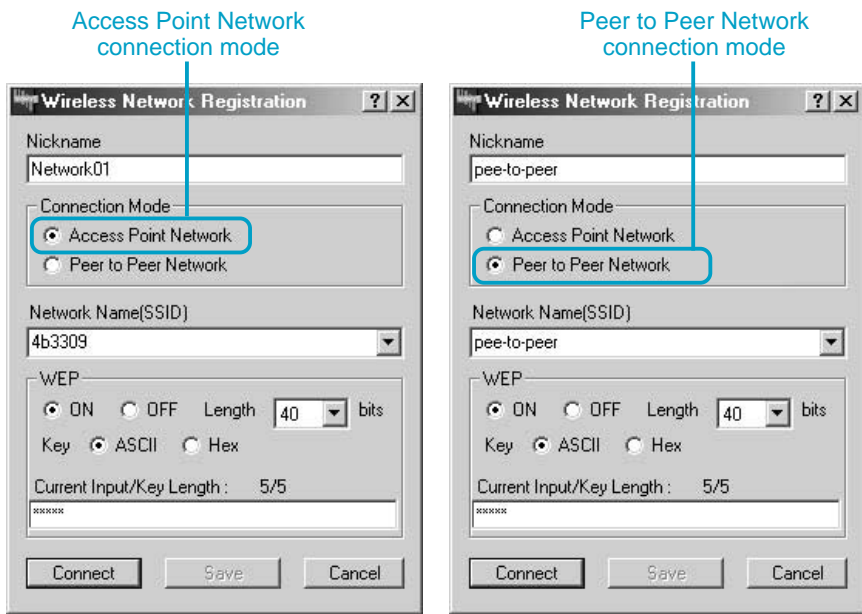 Access Point Network
connection mode
Peer to Peer Network
connection mode
Wireless Network Registration
Nickname
Network01
Connection Mode
Access Point Network
Peer to Peer Network
Network Name(SSID)
4b3309
WEP
ON OFF Length 40 bits
Key ASCII Hex
Current Input/Key Length : 5/5
*****
Connect Save Cancel
Wireless Network Registration
Nickname
pee-to-peer
Connection Mode
Access Point Network
Peer to Peer Network
Network Name(SSID)
pee-to-peer
WEP
ON OFF Length 40 bits
Key ASCII Hex
Current Input/Key Length : 5/5
*****
Connect Save Cancel